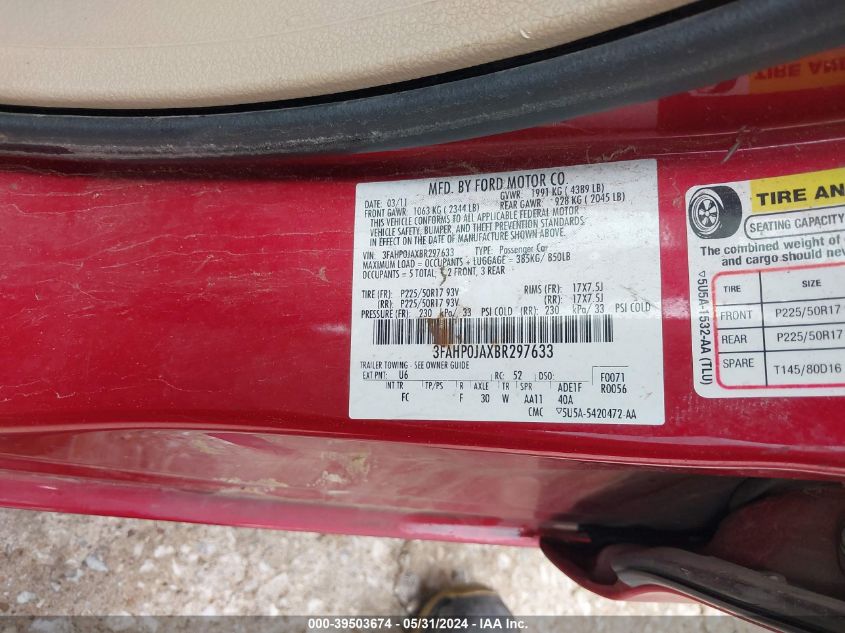 MFD. BY FORD MOTOR CO.
DATE: 03/11 GVWR: 1991 KG ( 4389 LB)
FRONT GAWR: 1063 KG ( 2344 LB) REAR GAWR: 928 KG ( 2045 LB)
THIS VEHICLE CONFORMS TO ALL APPLICABLE FEDERAL MOTOR
VEHICLE SAFETY, BUMPER, AND THEFT PREVENTION STANDARDS
IN EFFECT ON THE DATE OF MANUFACTURE SHOWN ABOVE.
VIN: 3FAHP0JAXBR297633 TYPE: Passenger Car
MAXIMUM LOAD = OCCUPANTS + LUGGAGE = 385KG/ 850LB
OCCUPANTS = 5 TOTAL, 2 FRONT, 3 REAR
TIRE (FR): P225/50R17 93V RIMS (FR): 17X7.5J
(RR): P225/50R17 93V (RR): 17X7.5J
PRESSURE (FR): 230 kPa/ 33 PSI COLD (RR): 230 kPa/ 33 PSI COLD
3FAHP0JAXBR297633
TRAILER TOWING - SEE OWNER GUIDE
EXT PNT: U6 RC: 52 DSO: F0071
R0056
INT TR TP/PS R AXLE TR SPR ADE1F
FC F 30 W AA11 40A
CMC ▽5U5A-5420472-AA
TIRE AN
SEATING CAPACITY
The combined weight of
and cargo should nev
▽5U5A-1532-AA (TLU)
TIRE SIZE
FRONT P225/50R17
REAR P225/50R17
SPARE T145/80D16
TIRE AN
000-39503674 - 05/31/2024 - IAA Inc.